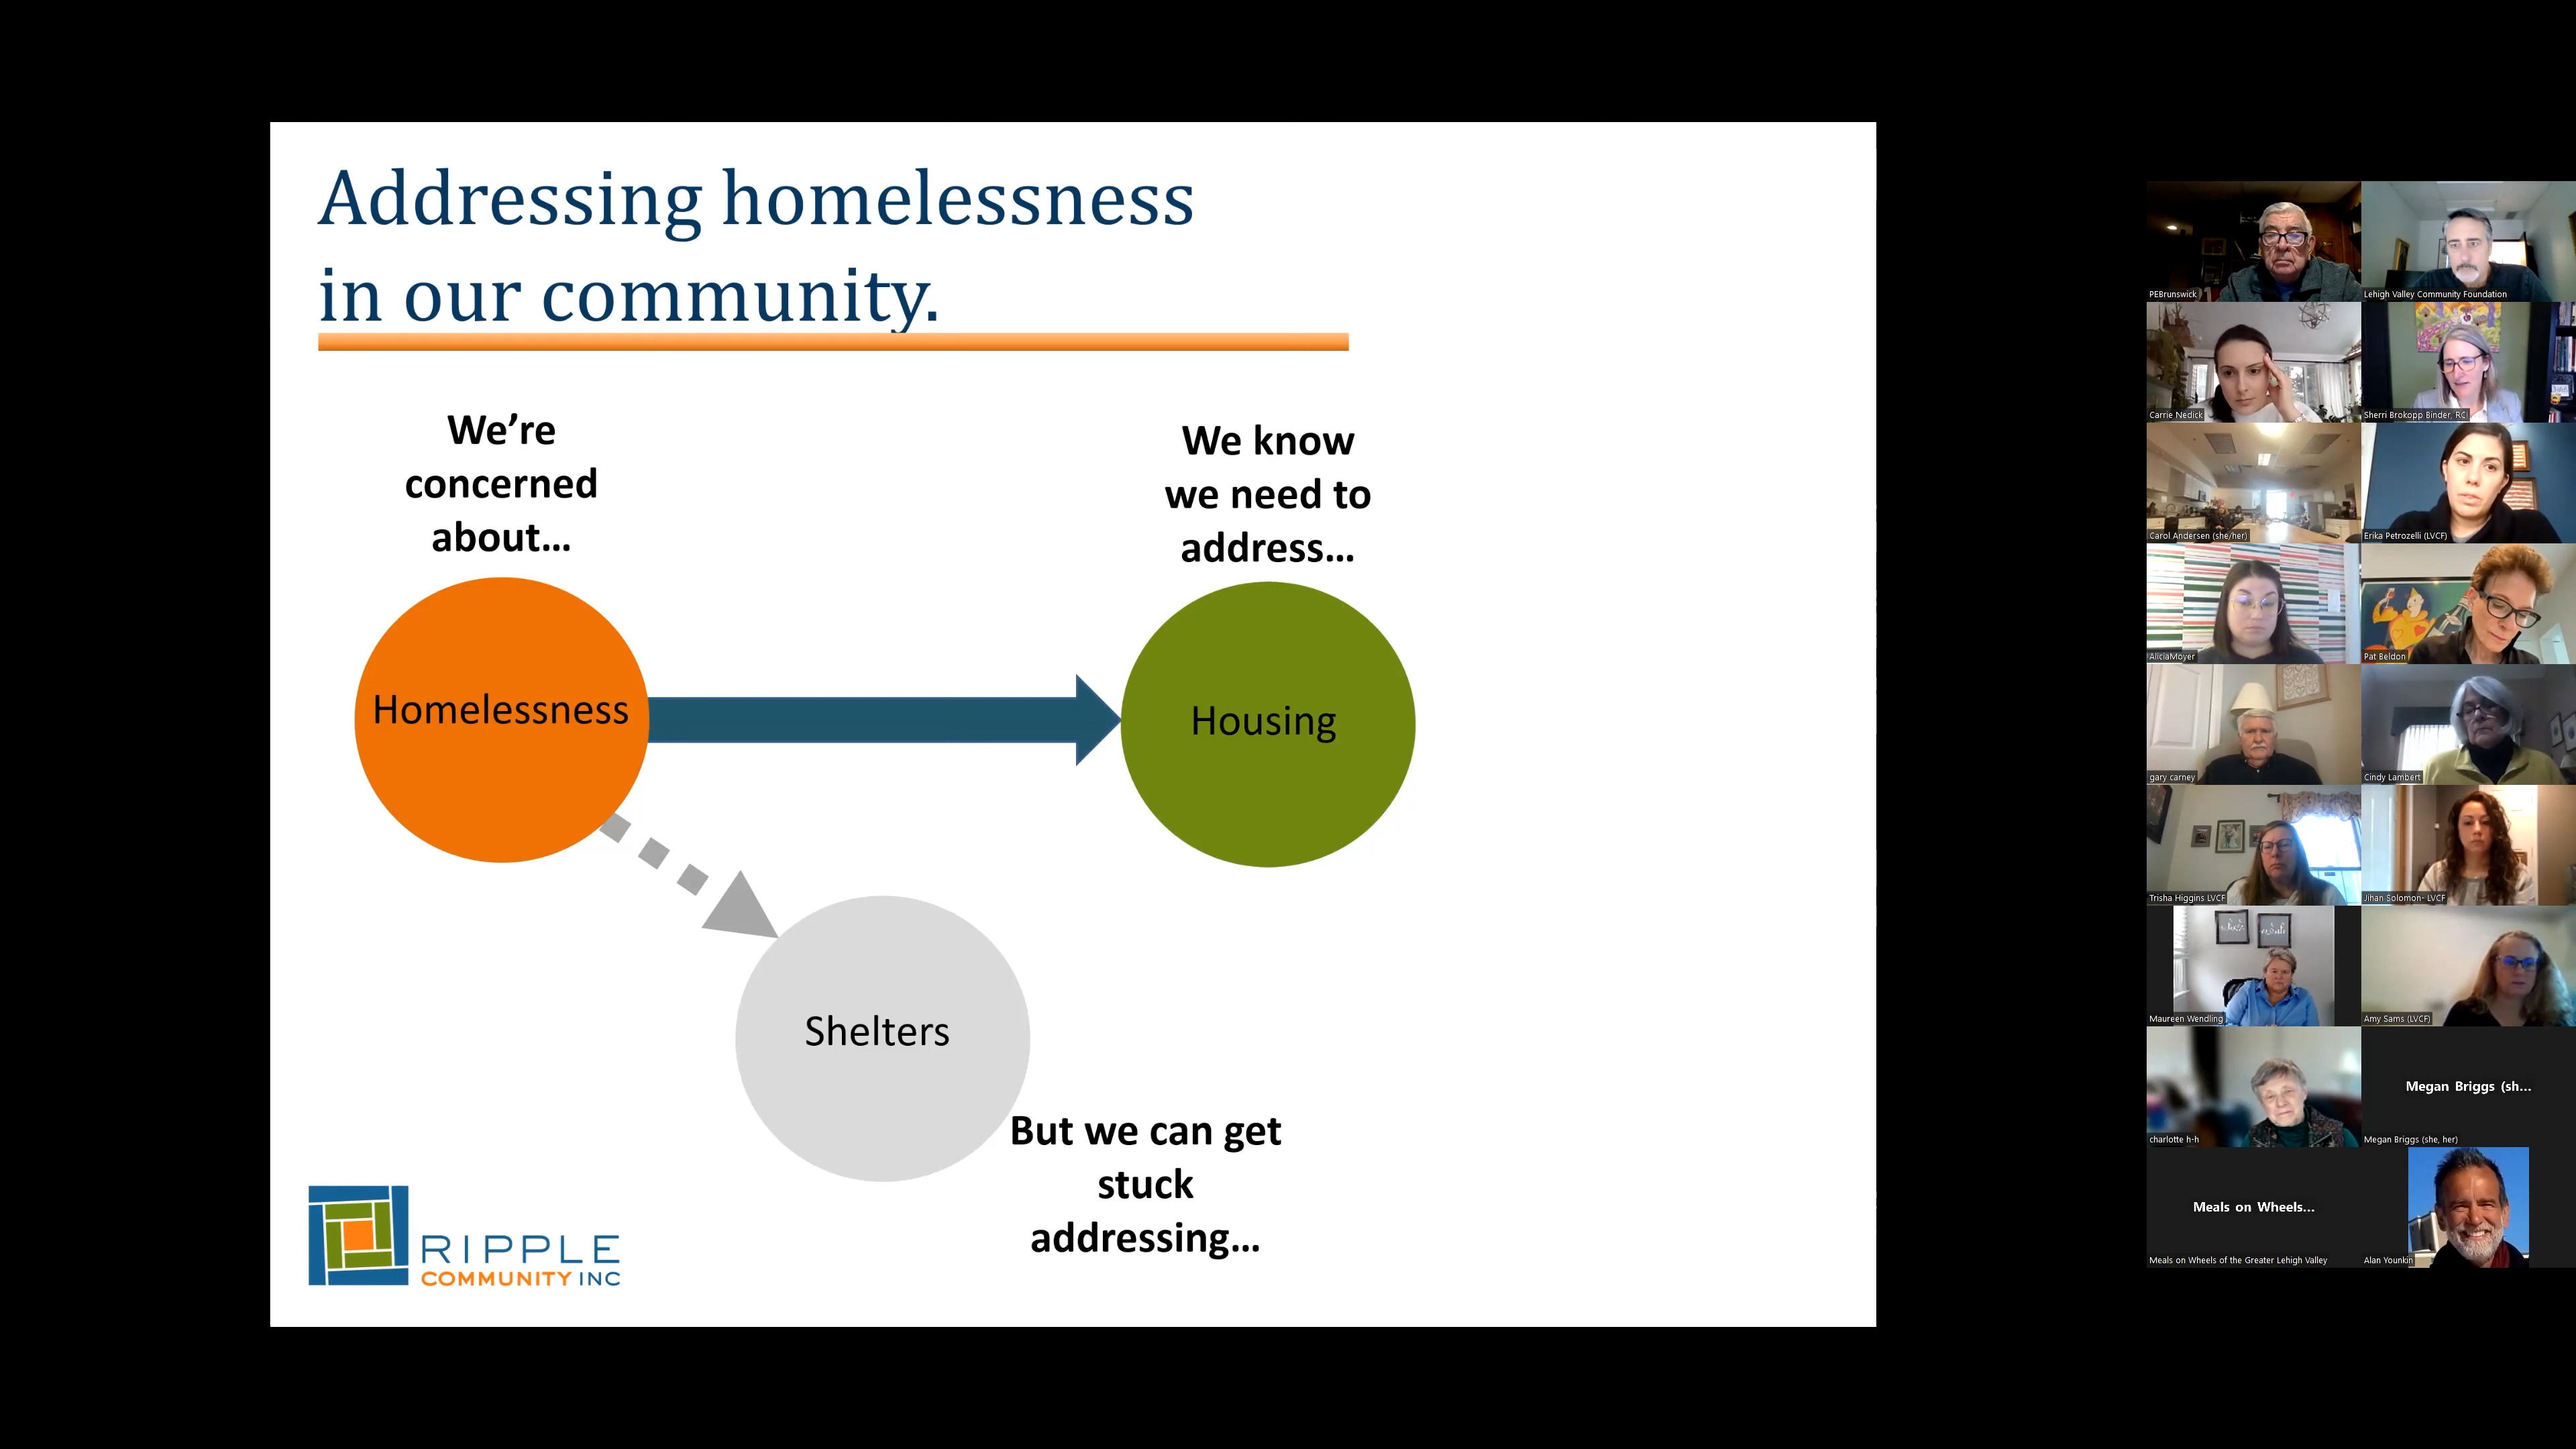 Addressing homelessness
in our community.
We’re
concerned
about…
We know
we need to
address…
Homelessness
Housing
Shelters
But we can get
stuck
addressing…
RIPPLE
COMMUNITY INC
PEBrunswick
Lehigh Valley Community Foundation
Carrie Nedick
Sherri Brokopp Binder, RCI
Carol Andersen (she/her)
Erika Petrozelli (LVCF)
AliciaMoyer
Pat Beldon
gary carney
Cindy Lambert
Trisha Higgins LVCF
Jihan Solomon- LVCF
Maureen Wendling
Amy Sams (LVCF)
charlotte h-h
Megan Briggs (sh...
Megan Briggs (she, her)
Meals on Wheels...
Meals on Wheels of the Greater Lehigh Valley
Alan Younkin